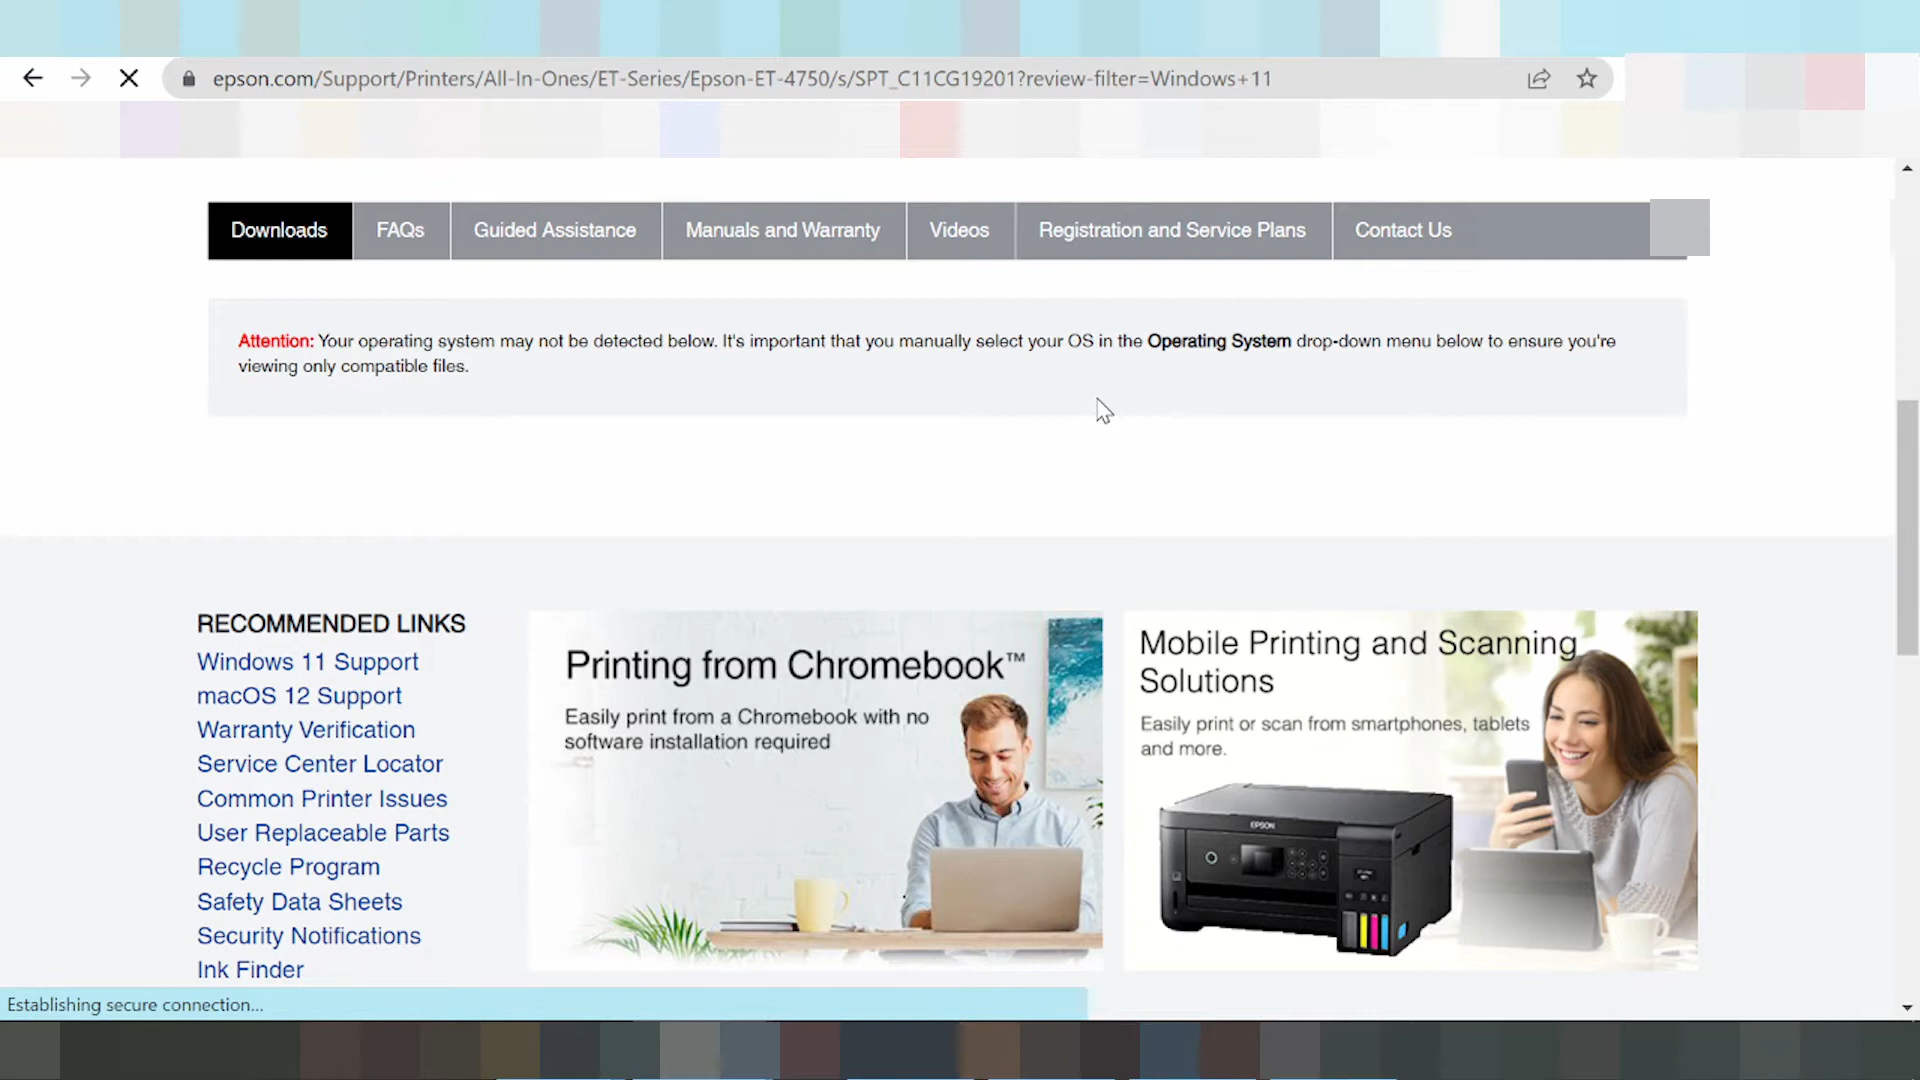 epson.com/Support/Printers/All-In-Ones/ET-Series/Epson-ET-4750/s/SPT_C11CG19201?review-filter=Windows+11
Downloads FAQs Guided Assistance Manuals and Warranty Videos Registration and Service Plans Contact Us
Attention: Your operating system may not be detected below. It's important that you manually select your OS in the Operating System drop-down menu below to ensure you're
viewing only compatible files.
RECOMMENDED LINKS
Windows 11 Support
macOS 12 Support
Warranty Verification
Service Center Locator
Common Printer Issues
User Replaceable Parts
Recycle Program
Safety Data Sheets
Security Notifications
Ink Finder
Printing from Chromebook™
Easily print from a Chromebook with no
software installation required
Mobile Printing and Scanning
Solutions
Easily print or scan from smartphones, tablets
and more.
EPSON
Establishing secure connection...